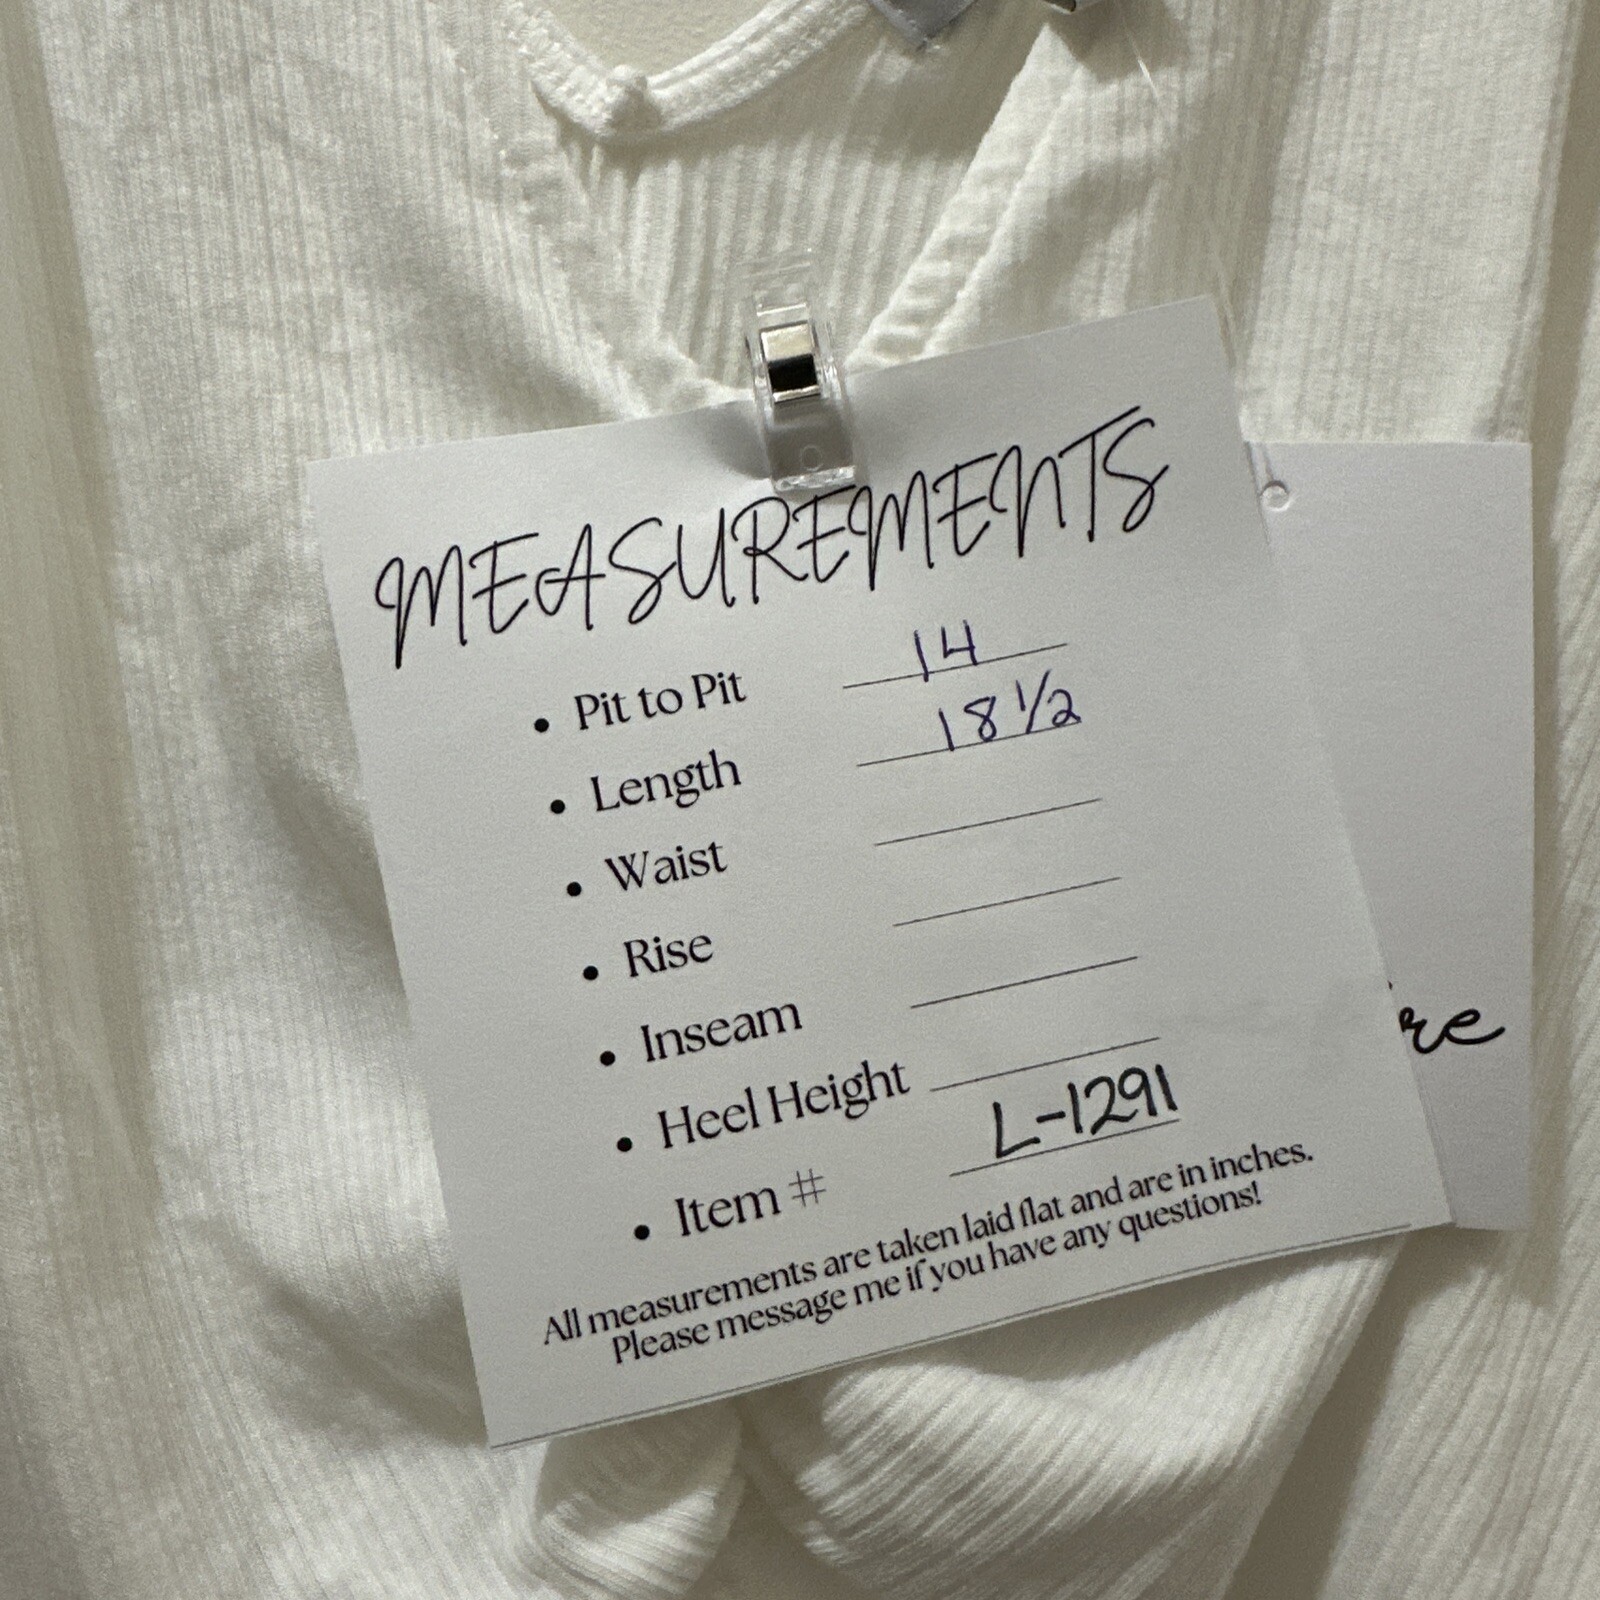 MEASUREMENTS
• Pit to Pit 14
• Length 18 1/2
• Waist
• Rise
• Inseam
• Heel Height
• Item # L-1291
All measurements are taken laid flat and are in inches.
Please message me if you have any questions!